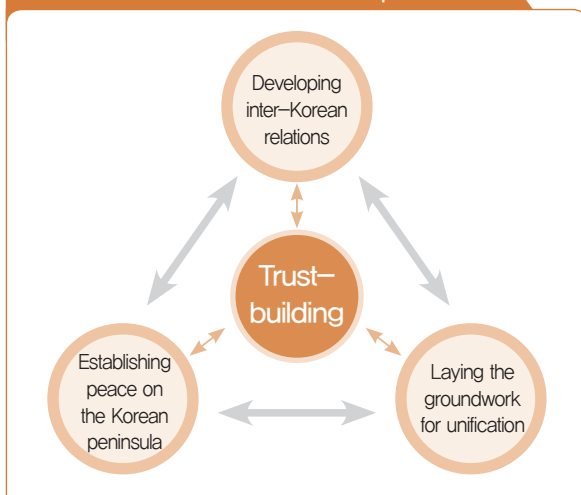 Developing
inter-Korean
relations
Trust-
building
Establishing
peace on
the Korean
peninsula
Laying the
groundwork
for unification